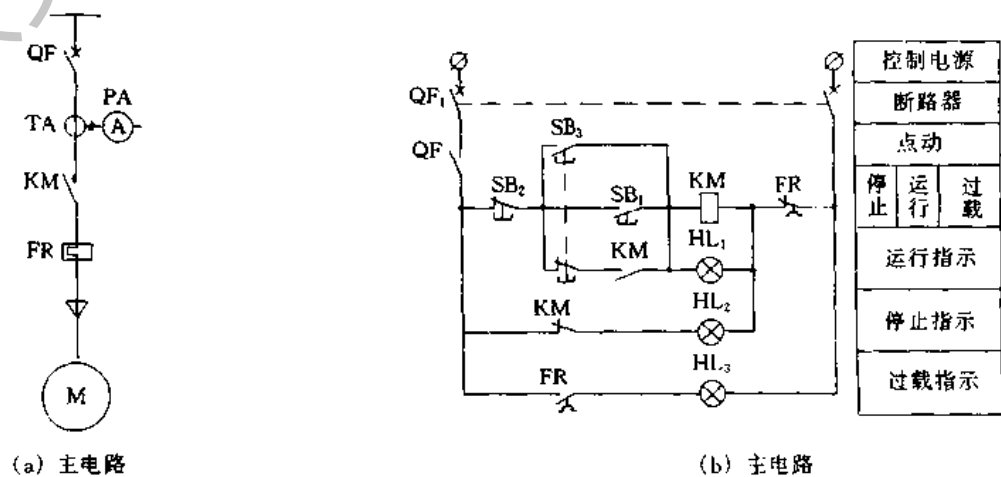 QF
PA
TA
A
KM
FR
M
(a) 主电路
QF₁
QF
SB₃
SB₂
SB₁
KM
FR
KM
HL₁
KM
HL₂
FR
HL₃
控制电源
断路器
点动
停止
运行
过载
运行指示
停止指示
过载指示
(b) 主电路